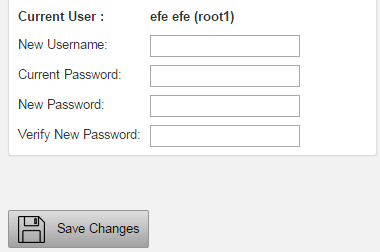 Current User : efe efe (root1)
New Username:
Current Password:
New Password:
Verify New Password:
Save Changes